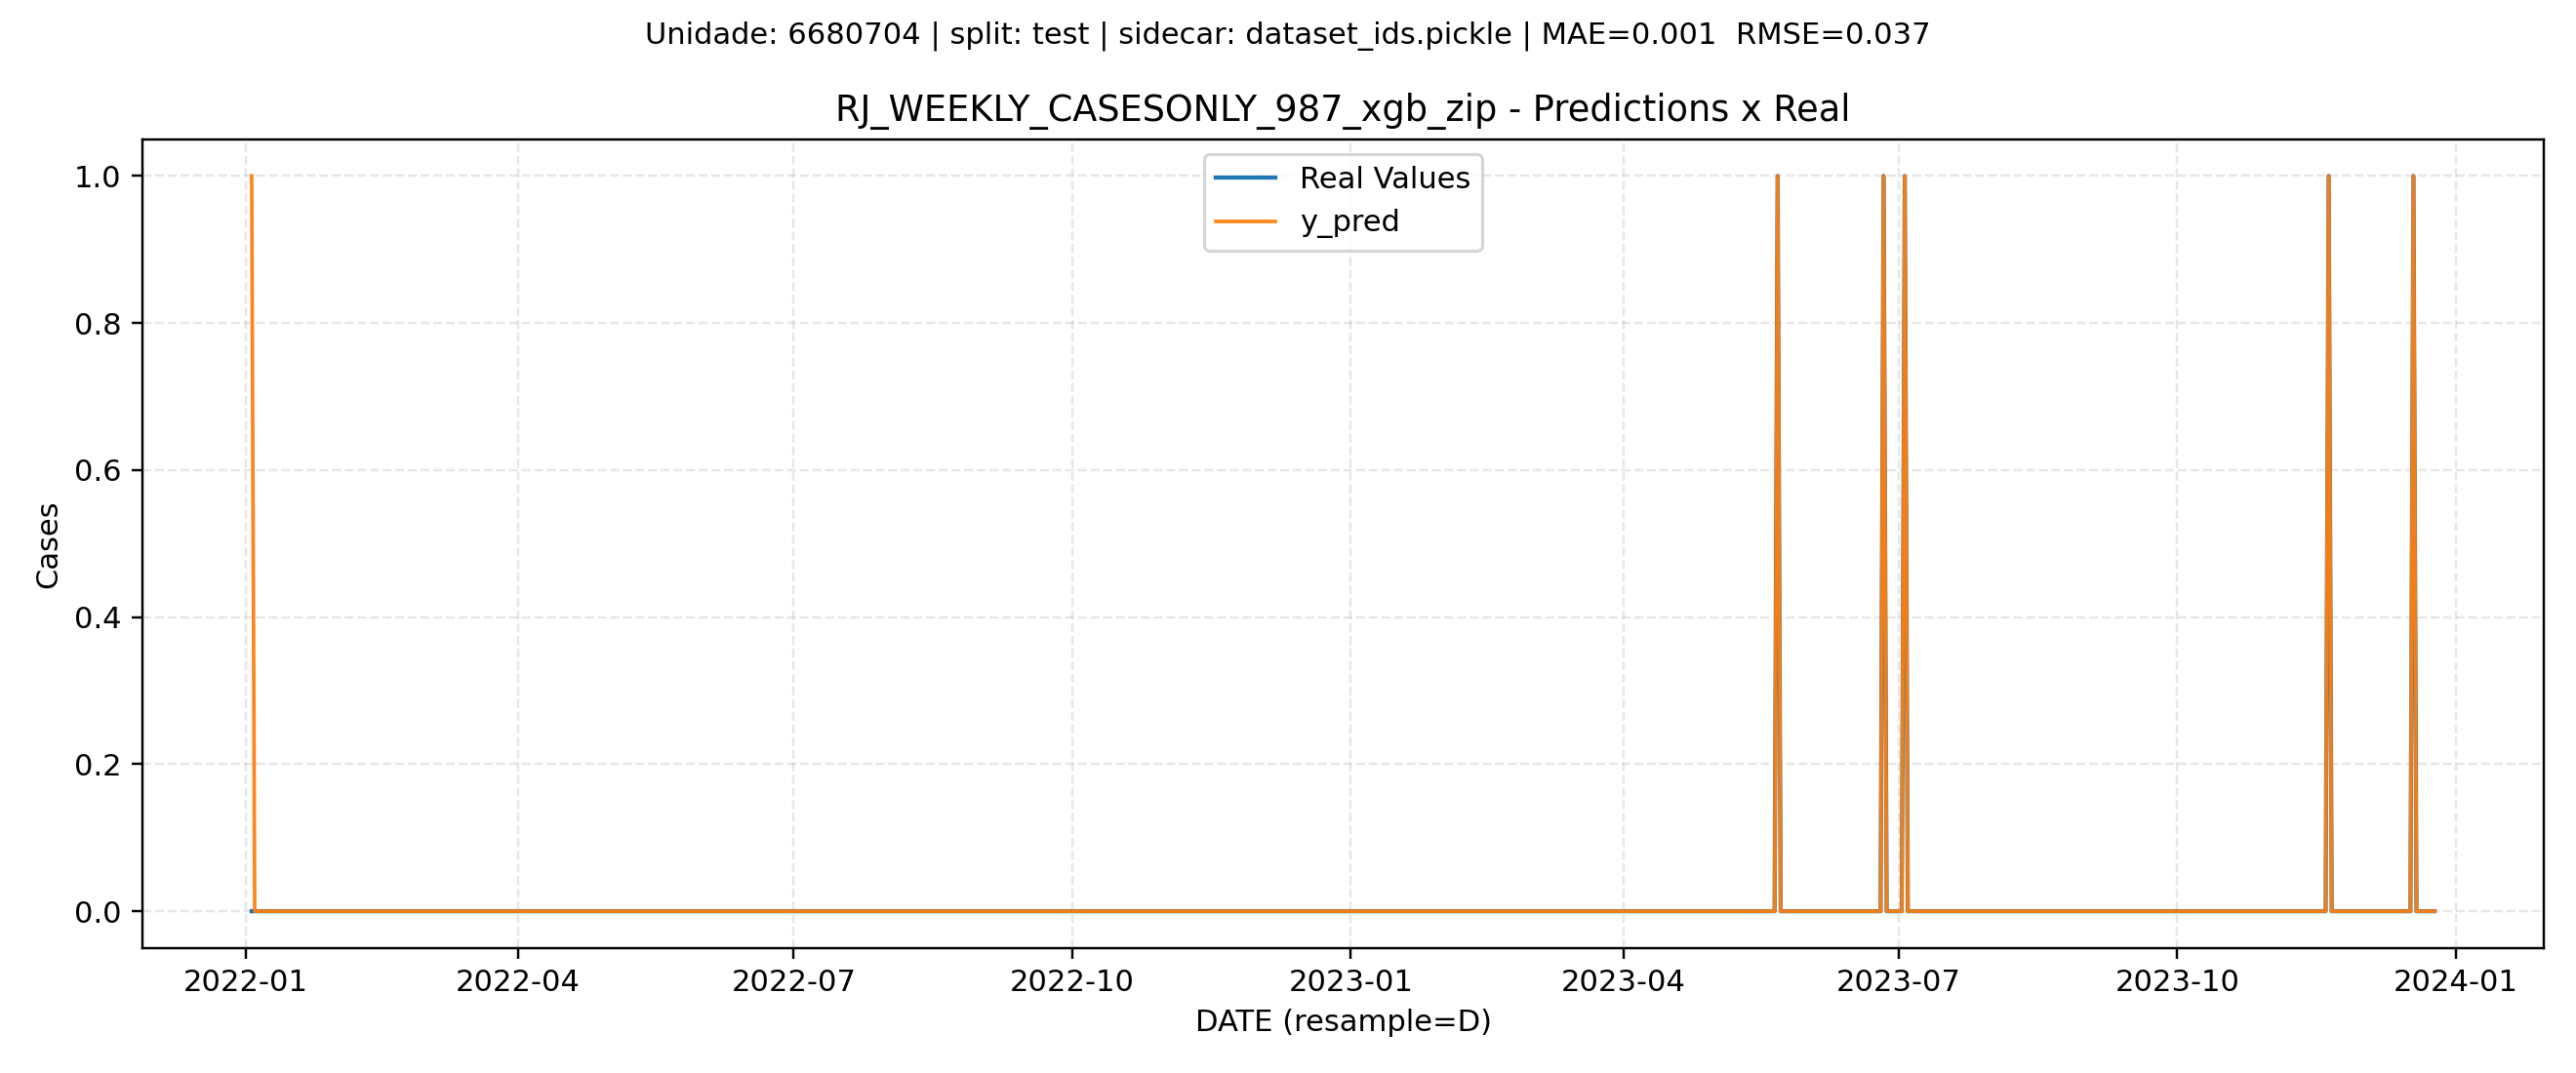 Unidade: 6680704 | split: test | sidecar: dataset_ids.pickle | MAE=0.001  RMSE=0.037
RJ_WEEKLY_CASESONLY_987_xgb_zip - Predictions x Real
Real Values
y_pred
1.0
0.8
0.6
0.4
0.2
0.0
Cases
2022-01 2022-04 2022-07 2022-10 2023-01 2023-04 2023-07 2023-10 2024-01
DATE (resample=D)